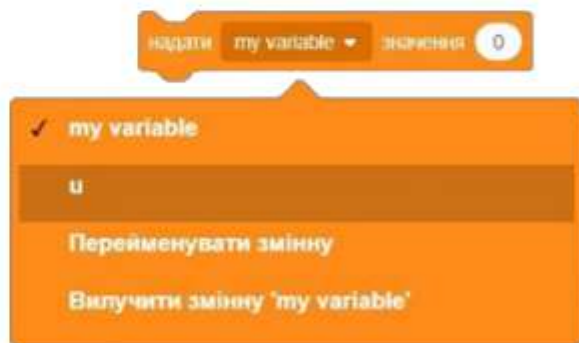 надати my variable значення 0
my variable
u
Перейменувати змінну
Вилучити змінну 'my variable'